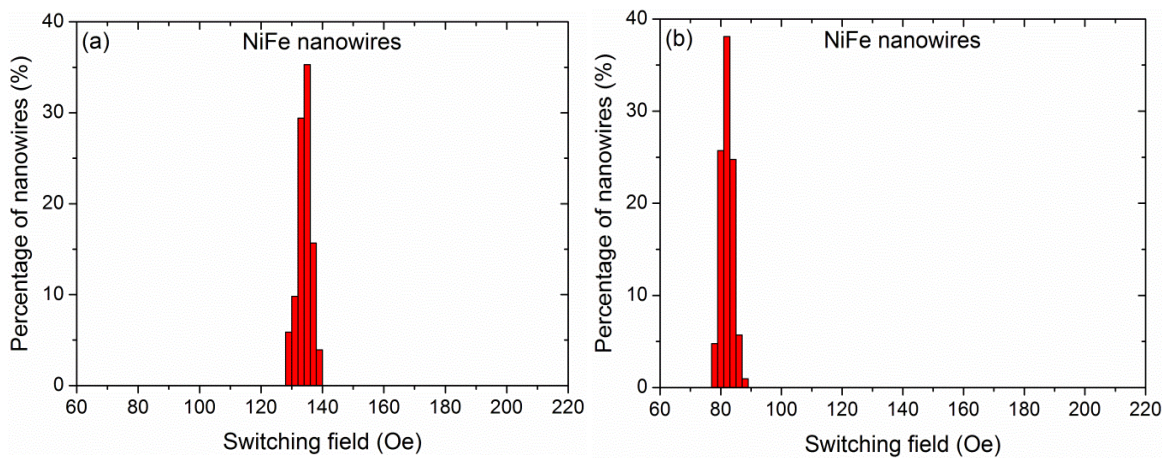 (a) NiFe nanowires
Percentage of nanowires (%)
40
30
20
10
0
60 80 100 120 140 160 180 200 220
Switching field (Oe)
(b) NiFe nanowires
Percentage of nanowires (%)
40
30
20
10
0
60 80 100 120 140 160 180 200 220
Switching field (Oe)